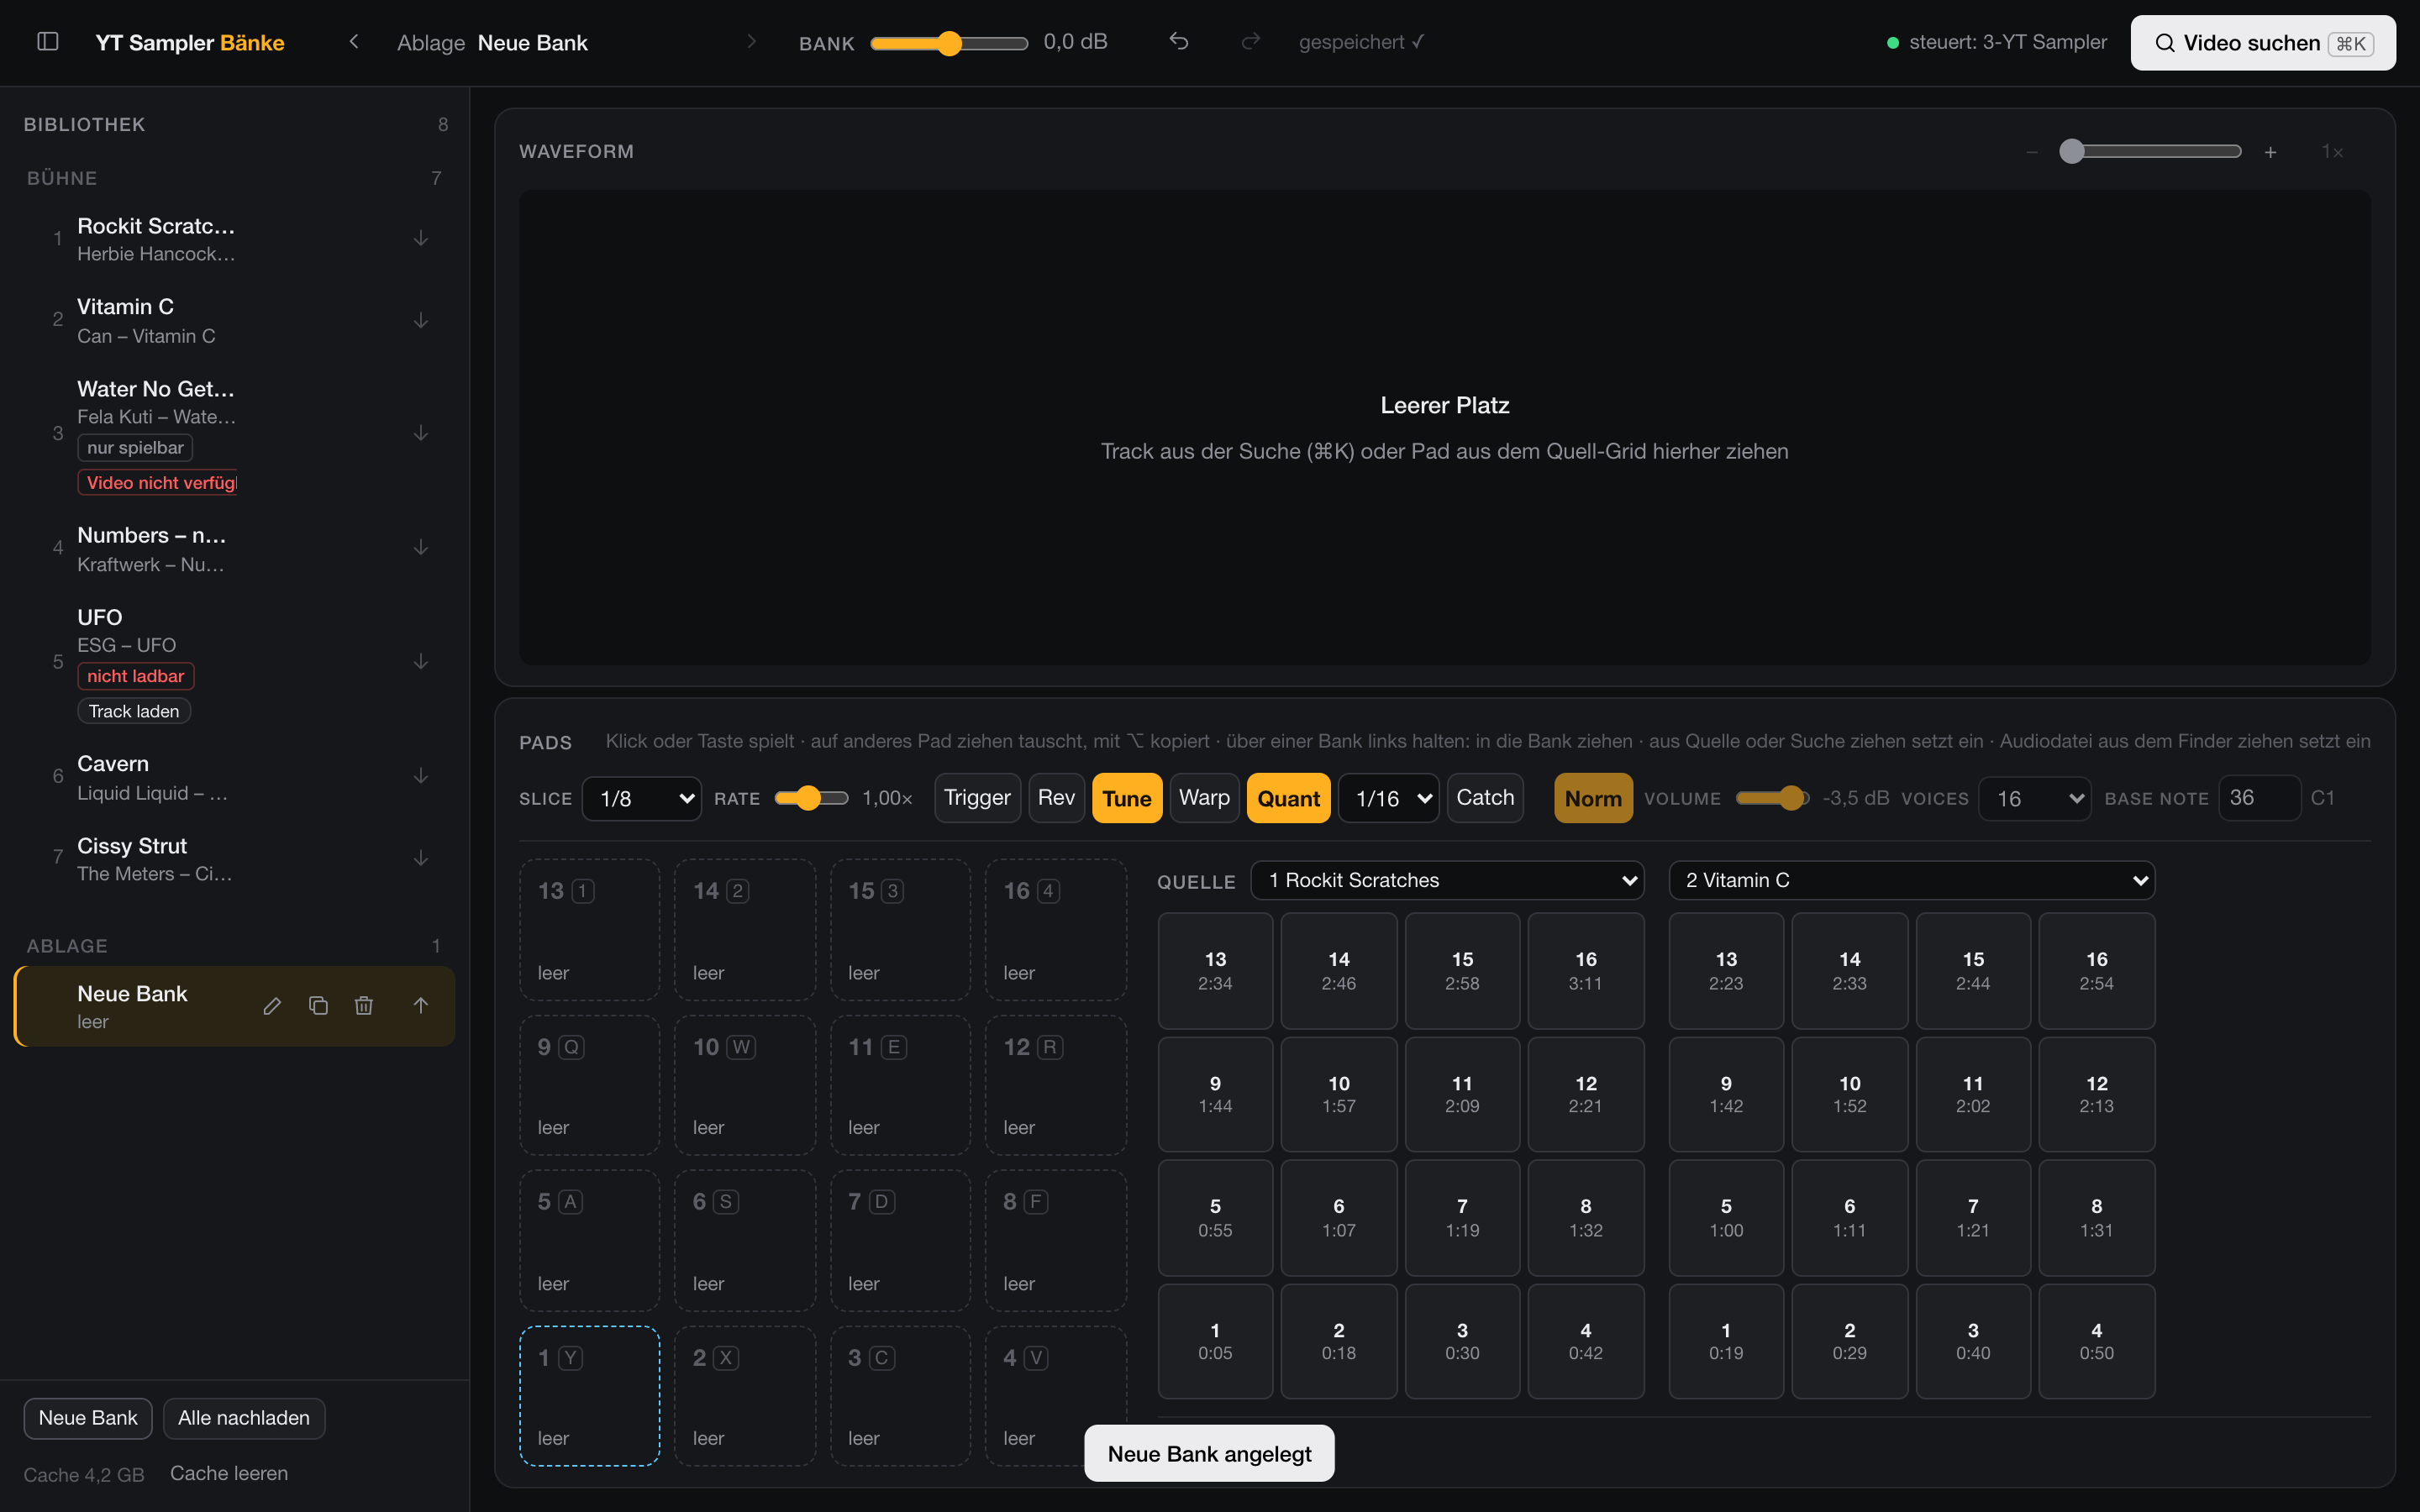 YT Sampler Bänke
Ablage Neue Bank
BANK 0,0 dB
gespeichert ✓
steuert: 3-YT Sampler
Video suchen ⌘K
BIBLIOTHEK 8
BÜHNE 7
1 Rockit Scratc...
Herbie Hancock...
2 Vitamin C
Can – Vitamin C
3 Water No Get...
Fela Kuti – Wate...
nur spielbar
Video nicht verfüg
4 Numbers – n...
Kraftwerk – Nu...
5 UFO
ESG – UFO
nicht ladbar
Track laden
6 Cavern
Liquid Liquid – ...
7 Cissy Strut
The Meters – Ci...
ABLAGE 1
Neue Bank
leer
Neue Bank Alle nachladen
Cache 4,2 GB Cache leeren
WAVEFORM
− + 1×
Leerer Platz
Track aus der Suche (⌘K) oder Pad aus dem Quell-Grid hierher ziehen
PADS Klick oder Taste spielt · auf anderes Pad ziehen tauscht, mit ⌥ kopiert · über einer Bank links halten: in die Bank ziehen · aus Quelle oder Suche ziehen setzt ein · Audiodatei aus dem Finder ziehen setzt ein
SLICE 1/8 RATE 1,00× Trigger Rev Tune Warp Quant 1/16 Catch Norm VOLUME -3,5 dB VOICES 16 BASE NOTE 36 C1
13 1 14 2 15 3 16 4
leer leer leer leer
9 Q 10 W 11 E 12 R
leer leer leer leer
5 A 6 S 7 D 8 F
leer leer leer leer
1 Y 2 X 3 C 4 V
leer leer leer leer
QUELLE 1 Rockit Scratches
13 14 15 16
2:34 2:46 2:58 3:11
9 10 11 12
1:44 1:57 2:09 2:21
5 6 7 8
0:55 1:07 1:19 1:32
1 2 3 4
0:05 0:18 0:30 0:42
2 Vitamin C
13 14 15 16
2:23 2:33 2:44 2:54
9 10 11 12
1:42 1:52 2:02 2:13
5 6 7 8
1:00 1:11 1:21 1:31
1 2 3 4
0:19 0:29 0:40 0:50
Neue Bank angelegt